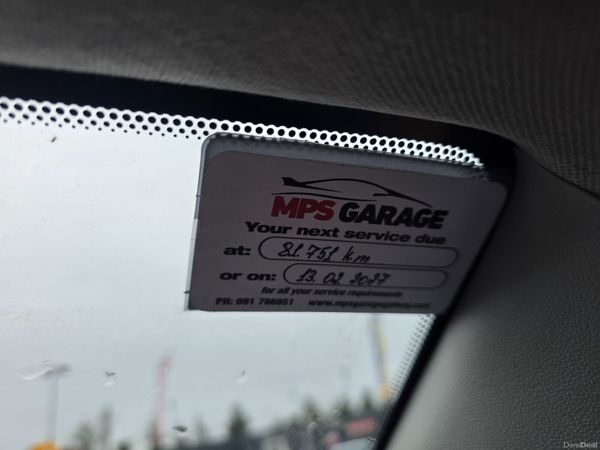 MPS GARAGE
Your next service due
at: 81.751 km
or on: 13.02.2027
for all your service requirements
PH: 091 786951 www.mpsgaragegalway.com
DoneDeal